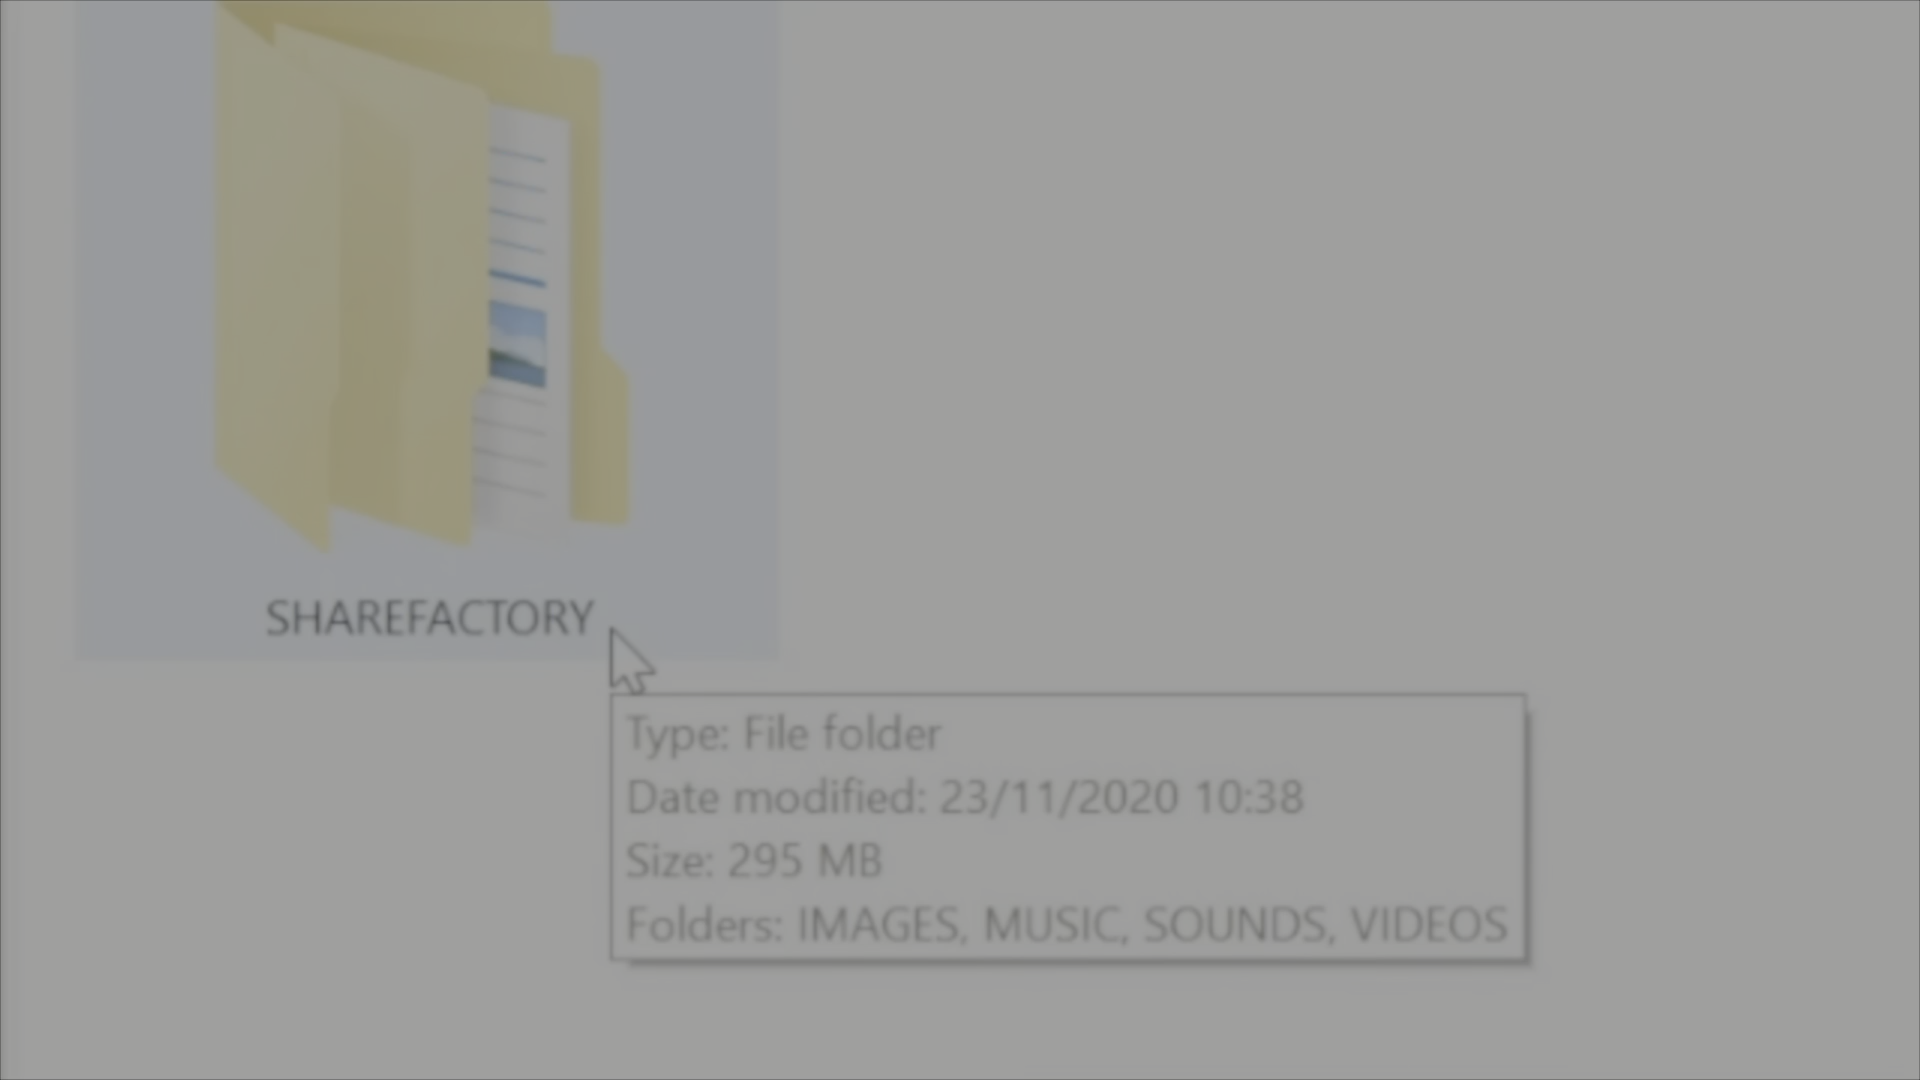 SHAREFACTORY
Type: File folder
Date modified: 23/11/2020 10:38
Size: 295 MB
Folders: IMAGES, MUSIC, SOUNDS, VIDEOS